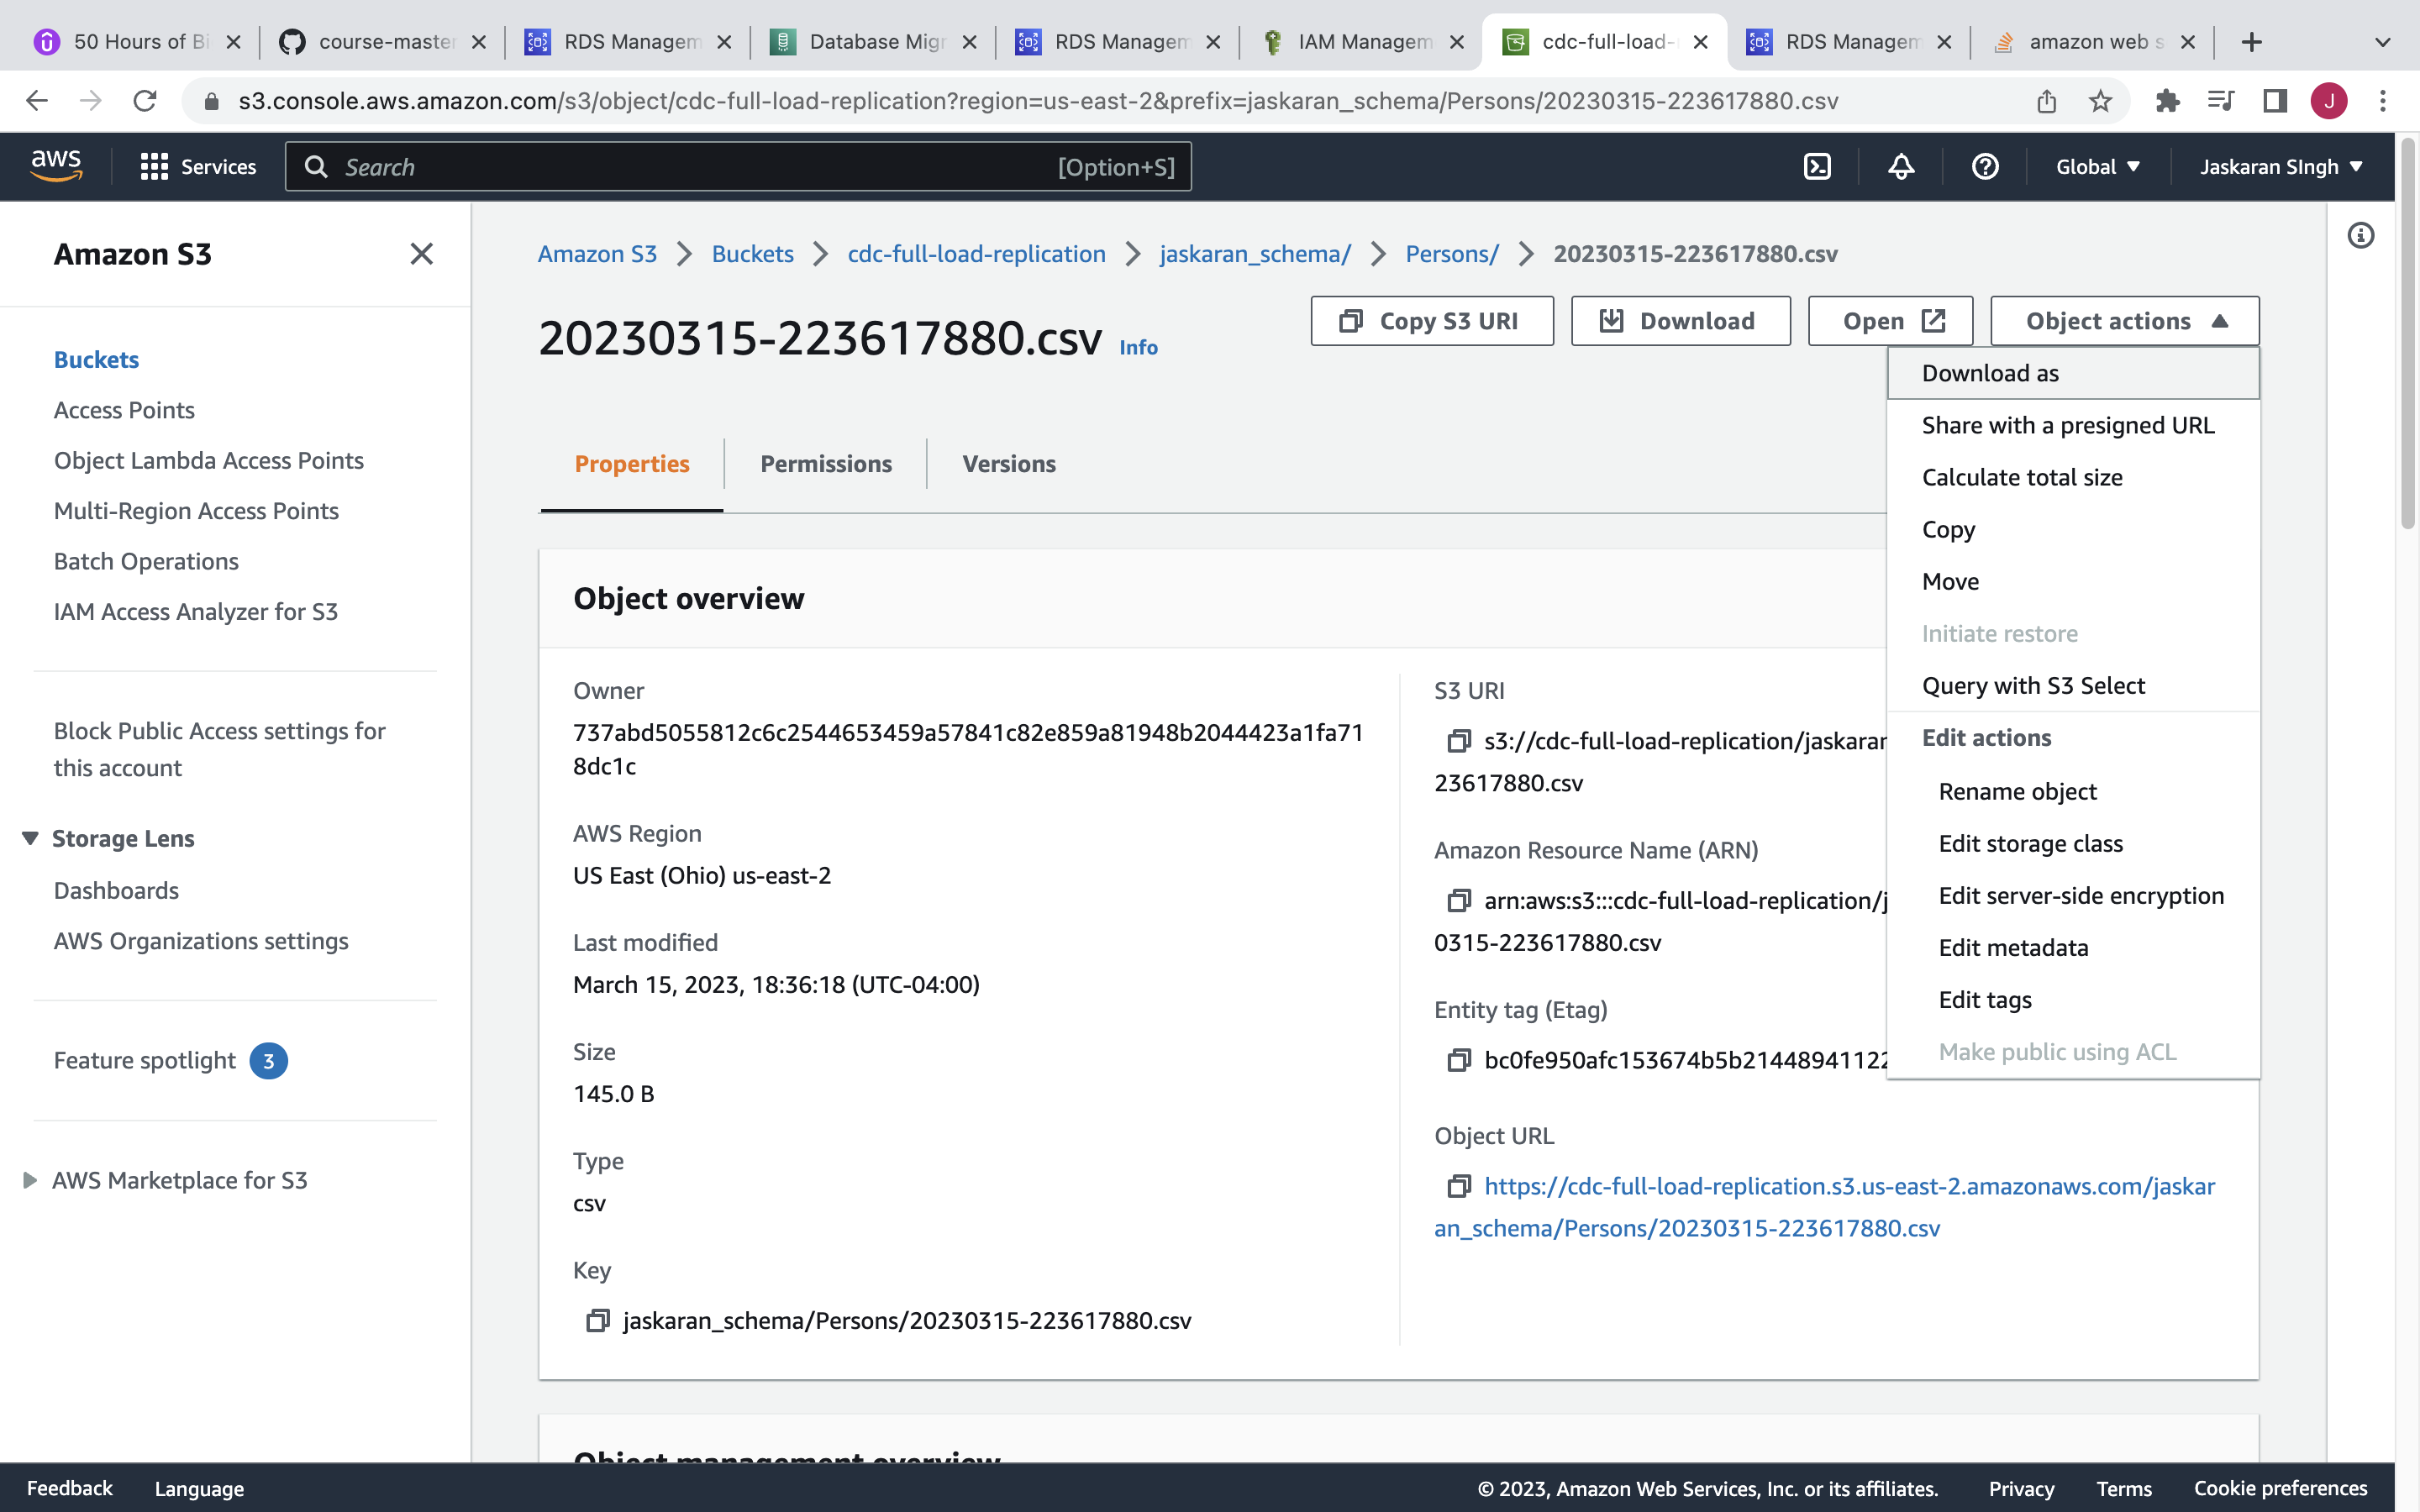 50 Hours of Bi
course-master
RDS Managem
Database Migr
RDS Managem
IAM Managem
cdc-full-load-
RDS Managem
amazon web s
s3.console.aws.amazon.com/s3/object/cdc-full-load-replication?region=us-east-2&prefix=jaskaran_schema/Persons/20230315-223617880.csv
J
aws
Services
Search
[Option+S]
Global
Jaskaran SIngh
Amazon S3
Buckets
Access Points
Object Lambda Access Points
Multi-Region Access Points
Batch Operations
IAM Access Analyzer for S3
Block Public Access settings for
this account
Storage Lens
Dashboards
AWS Organizations settings
Feature spotlight 3
AWS Marketplace for S3
Amazon S3 Buckets cdc-full-load-replication jaskaran_schema/ Persons/ 20230315-223617880.csv
20230315-223617880.csv Info
Copy S3 URI
Download
Open
Object actions
Download as
Share with a presigned URL
Calculate total size
Copy
Move
Initiate restore
Query with S3 Select
Edit actions
Rename object
Edit storage class
Edit server-side encryption
Edit metadata
Edit tags
Make public using ACL
Properties
Permissions
Versions
Object overview
Owner
737abd5055812c6c2544653459a57841c82e859a81948b2044423a1fa71
8dc1c
AWS Region
US East (Ohio) us-east-2
Last modified
March 15, 2023, 18:36:18 (UTC-04:00)
Size
145.0 B
Type
csv
Key
jaskaran_schema/Persons/20230315-223617880.csv
S3 URI
s3://cdc-full-load-replication/jaskaran
23617880.csv
Amazon Resource Name (ARN)
arn:aws:s3:::cdc-full-load-replication/j
0315-223617880.csv
Entity tag (Etag)
bc0fe950afc153674b5b21448941122
Object URL
https://cdc-full-load-replication.s3.us-east-2.amazonaws.com/jaskar
an_schema/Persons/20230315-223617880.csv
Object management overview
Feedback
Language
© 2023, Amazon Web Services, Inc. or its affiliates.
Privacy
Terms
Cookie preferences